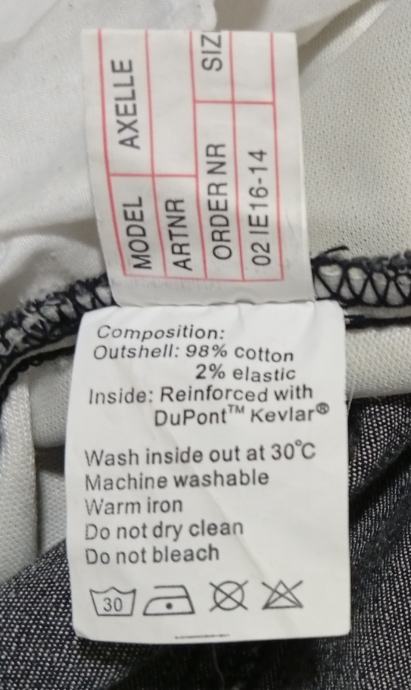 MODEL AXELLE
ARTNR
ORDER NR SIZ
02 IE16-14
Composition:
Outshell: 98% cotton
2% elastic
Inside: Reinforced with
DuPont™ Kevlar®
Wash inside out at 30°C
Machine washable
Warm iron
Do not dry clean
Do not bleach
30